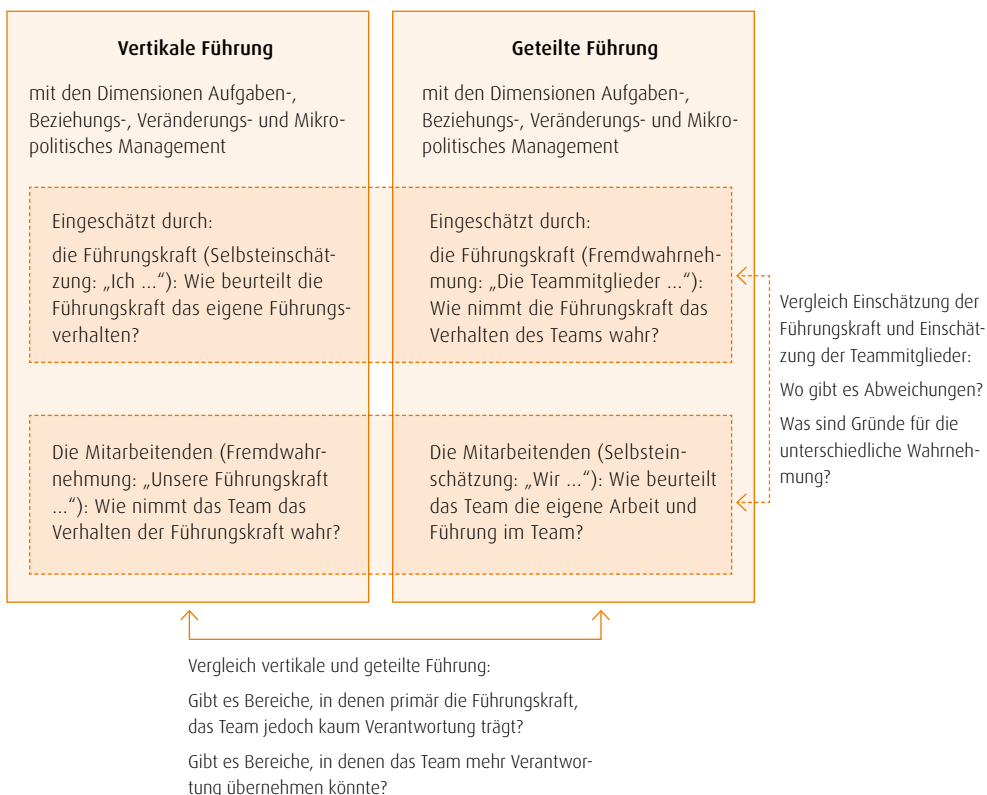 Vertikale Führung
mit den Dimensionen Aufgaben-,
Beziehungs-, Veränderungs- und Mikro-
politisches Management
Eingeschätzt durch:
die Führungskraft (Selbsteinschät-
zung: „Ich ...“): Wie beurteilt die
Führungskraft das eigene Führungs-
verhalten?
Die Mitarbeitenden (Fremdwahr-
nehmung: „Unsere Führungskraft
...“): Wie nimmt das Team das
Verhalten der Führungskraft wahr?
Geteilte Führung
mit den Dimensionen Aufgaben-,
Beziehungs-, Veränderungs- und Mikro-
politisches Management
Eingeschätzt durch:
die Führungskraft (Fremdwahrneh-
mung: „Die Teammitglieder ...“):
Wie nimmt die Führungskraft das
Verhalten des Teams wahr?
Die Mitarbeitenden (Selbstein-
schätzung: „Wir ...“): Wie beurteilt
das Team die eigene Arbeit und
Führung im Team?
Vergleich Einschätzung der
Führungskraft und Einschät-
zung der Teammitglieder:
Wo gibt es Abweichungen?
Was sind Gründe für die
unterschiedliche Wahrneh-
mung?
Vergleich vertikale und geteilte Führung:
Gibt es Bereiche, in denen primär die Führungskraft,
das Team jedoch kaum Verantwortung trägt?
Gibt es Bereiche, in denen das Team mehr Verantwor-
tung übernehmen könnte?